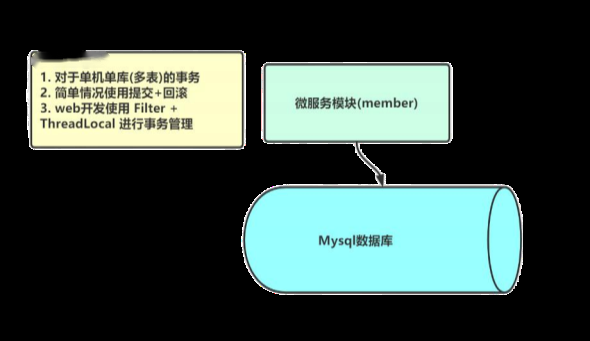 1. 对于单机单库(多表)的事务
2. 简单情况使用提交+回滚
3. web开发使用 Filter +
ThreadLocal 进行事务管理
微服务模块(member)
Mysql数据库